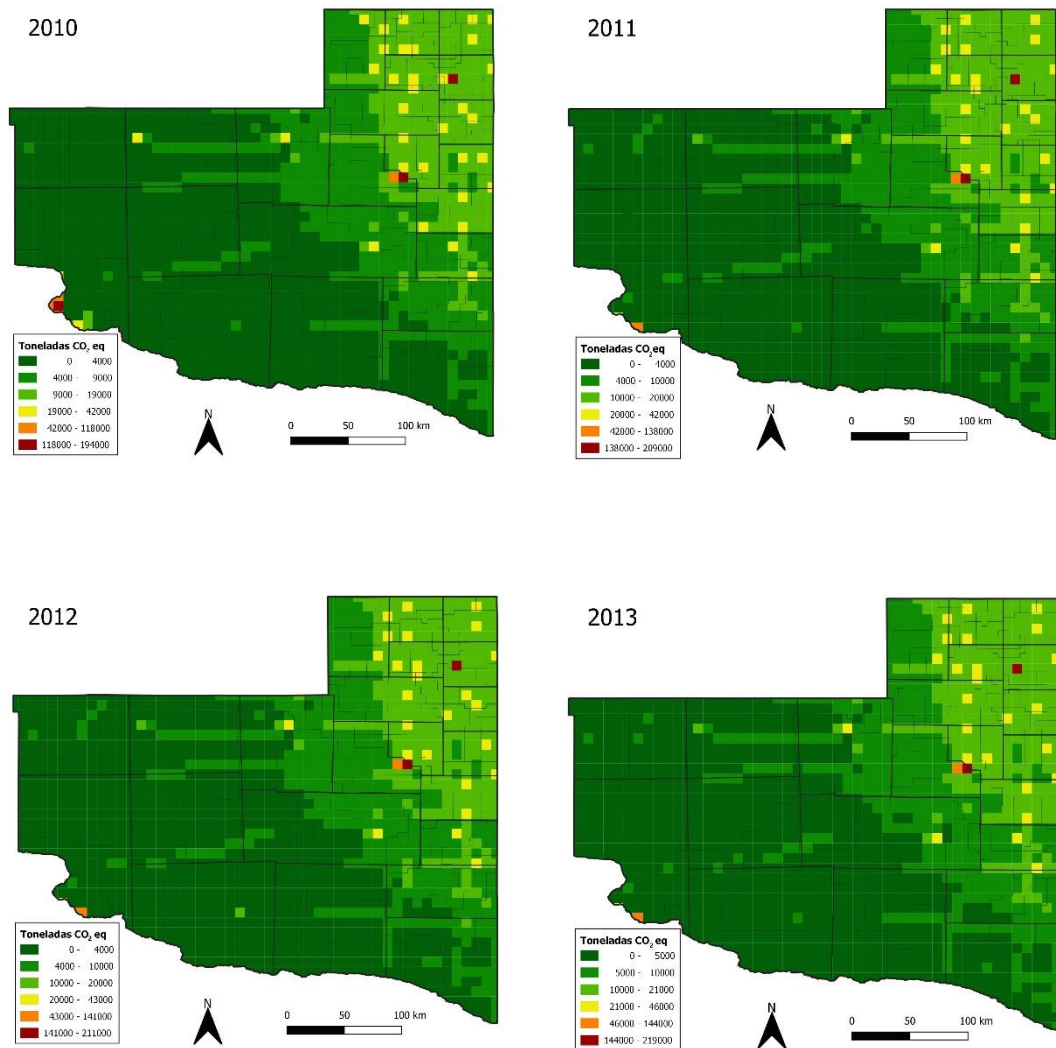 2010
Toneladas CO₂ eq
0 4000
4000 - 9000
9000 - 19000
19000 - 42000
42000 - 118000
118000 - 194000
N
0 50 100 km
2011
Toneladas CO₂ eq
0 - 4000
4000 - 10000
10000 - 20000
20000 - 42000
42000 - 138000
138000 - 209000
N
0 50 100 km
2012
Toneladas CO₂ eq
0 - 4000
4000 - 10000
10000 - 20000
20000 - 43000
43000 - 141000
141000 - 211000
N
0 50 100 km
2013
Toneladas CO₂ eq
0 - 5000
5000 - 10000
10000 - 21000
21000 - 46000
46000 - 144000
144000 - 219000
N
0 50 100 km